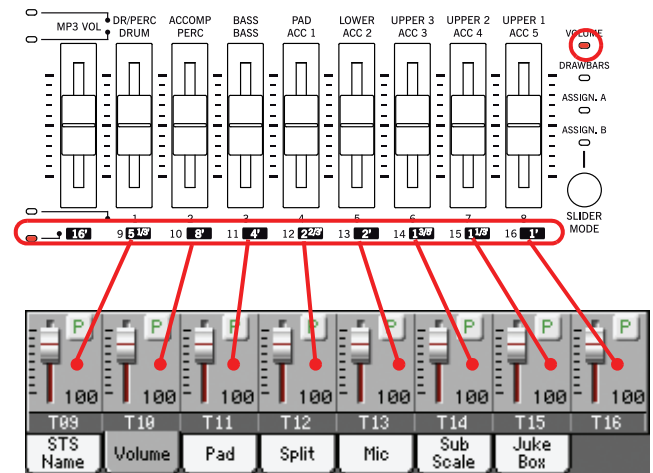 MP3 VOL DR/PERC ACCOMP BASS PAD LOWER UPPER 3 UPPER 2 UPPER 1 VOLUME
DRUM PERC BASS ACC 1 ACC 2 ACC 3 ACC 4 ACC 5
DRAWBARS
ASSIGN. A
ASSIGN. B
SLIDER
MODE
1 2 3 4 5 6 7 8
16' 9 5 1/3' 10 8' 11 4' 12 2 2/3' 13 2' 14 1 3/5' 15 1 1/3' 16 1'
P P P P P P P P
100 100 100 100 100 100 100 100
T09 T10 T11 T12 T13 T14 T15 T16
STS Name Volume Pad Split Mic Sub Scale Juke Box